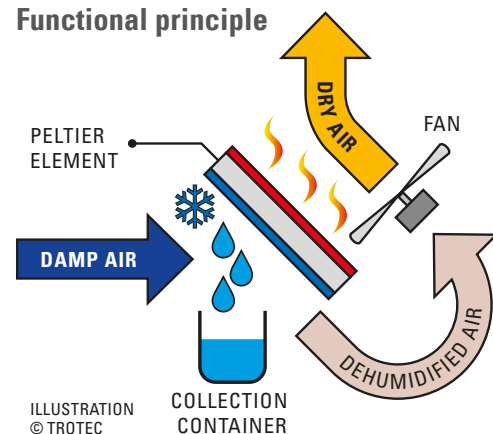 Functional principle
DRY AIR
FAN
PELTIER
ELEMENT
DAMP AIR
DEHUMIDIFIED AIR
COLLECTION
CONTAINER
ILLUSTRATION
© TROTEC